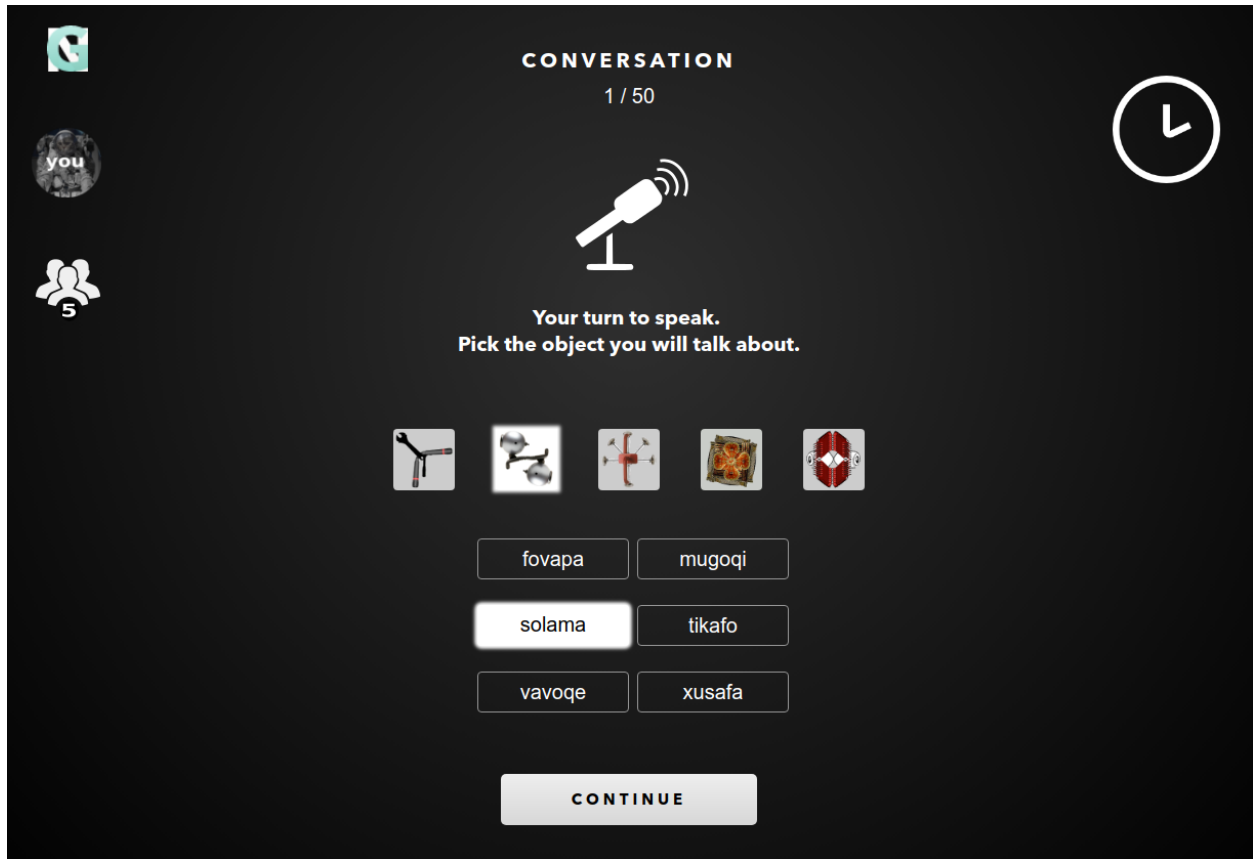 G
CONVERSATION
1 / 50
you
5
Your turn to speak.
Pick the object you will talk about.
fovapa
mugoqi
solama
tikafo
vavoqe
xusafa
CONTINUE